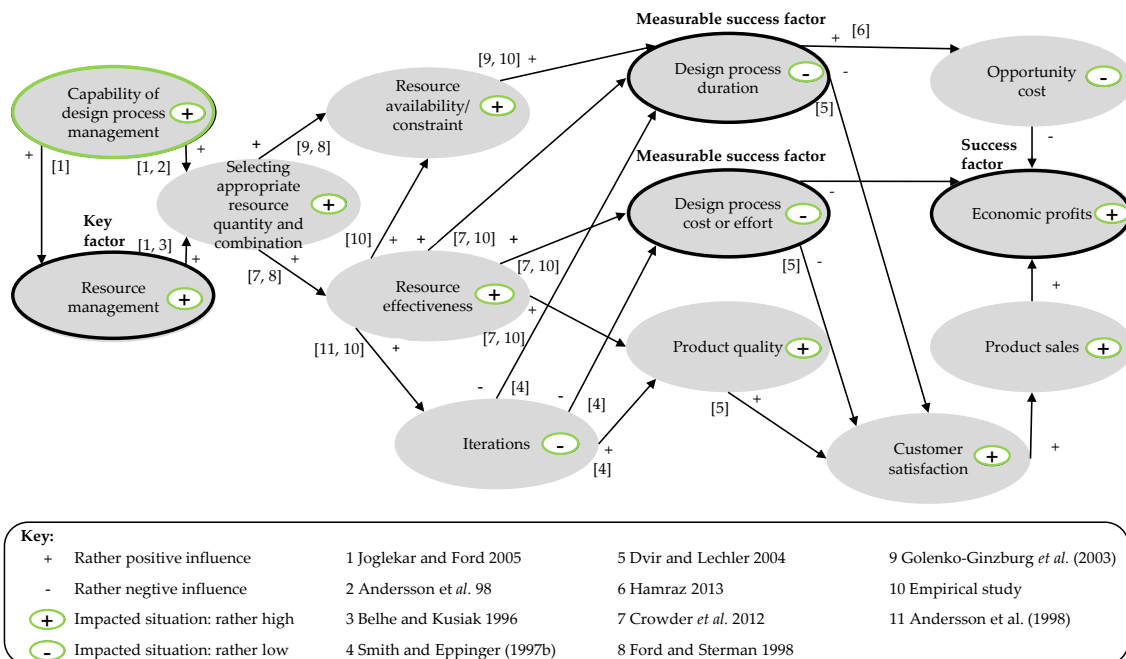 Measurable success factor
+ [6]
[9, 10] +
-
Capability of
design process
management
+
Resource
availability/
constraint
+
Design process
duration
-
Opportunity
cost
-
[5]
+
[1]
[1, 2]
+
+
[9, 8]
-
Measurable success factor
Success
factor
Selecting
appropriate
resource
quantity and
combination
+
Design process
cost or effort
-
-
Economic profits
+
Key
factor
[1, 3]
+
[7, 8]
+
[10]
+
+
[7, 10]
+
[7, 10]
[5]
-
Resource
management
+
Resource
effectiveness
+
+
[7, 10]
+
[11, 10]
+
Product quality
+
Product sales
+
-
[4]
-
[4]
[5]
+
Iterations
-
+
[4]
Customer
satisfaction
+
+
Key:
+ Rather positive influence
- Rather negtive influence
+ Impacted situation: rather high
- Impacted situation: rather low
1 Joglekar and Ford 2005
2 Andersson et al. 98
3 Belhe and Kusiak 1996
4 Smith and Eppinger (1997b)
5 Dvir and Lechler 2004
6 Hamraz 2013
7 Crowder et al. 2012
8 Ford and Sterman 1998
9 Golenko-Ginzburg et al. (2003)
10 Empirical study
11 Andersson et al. (1998)